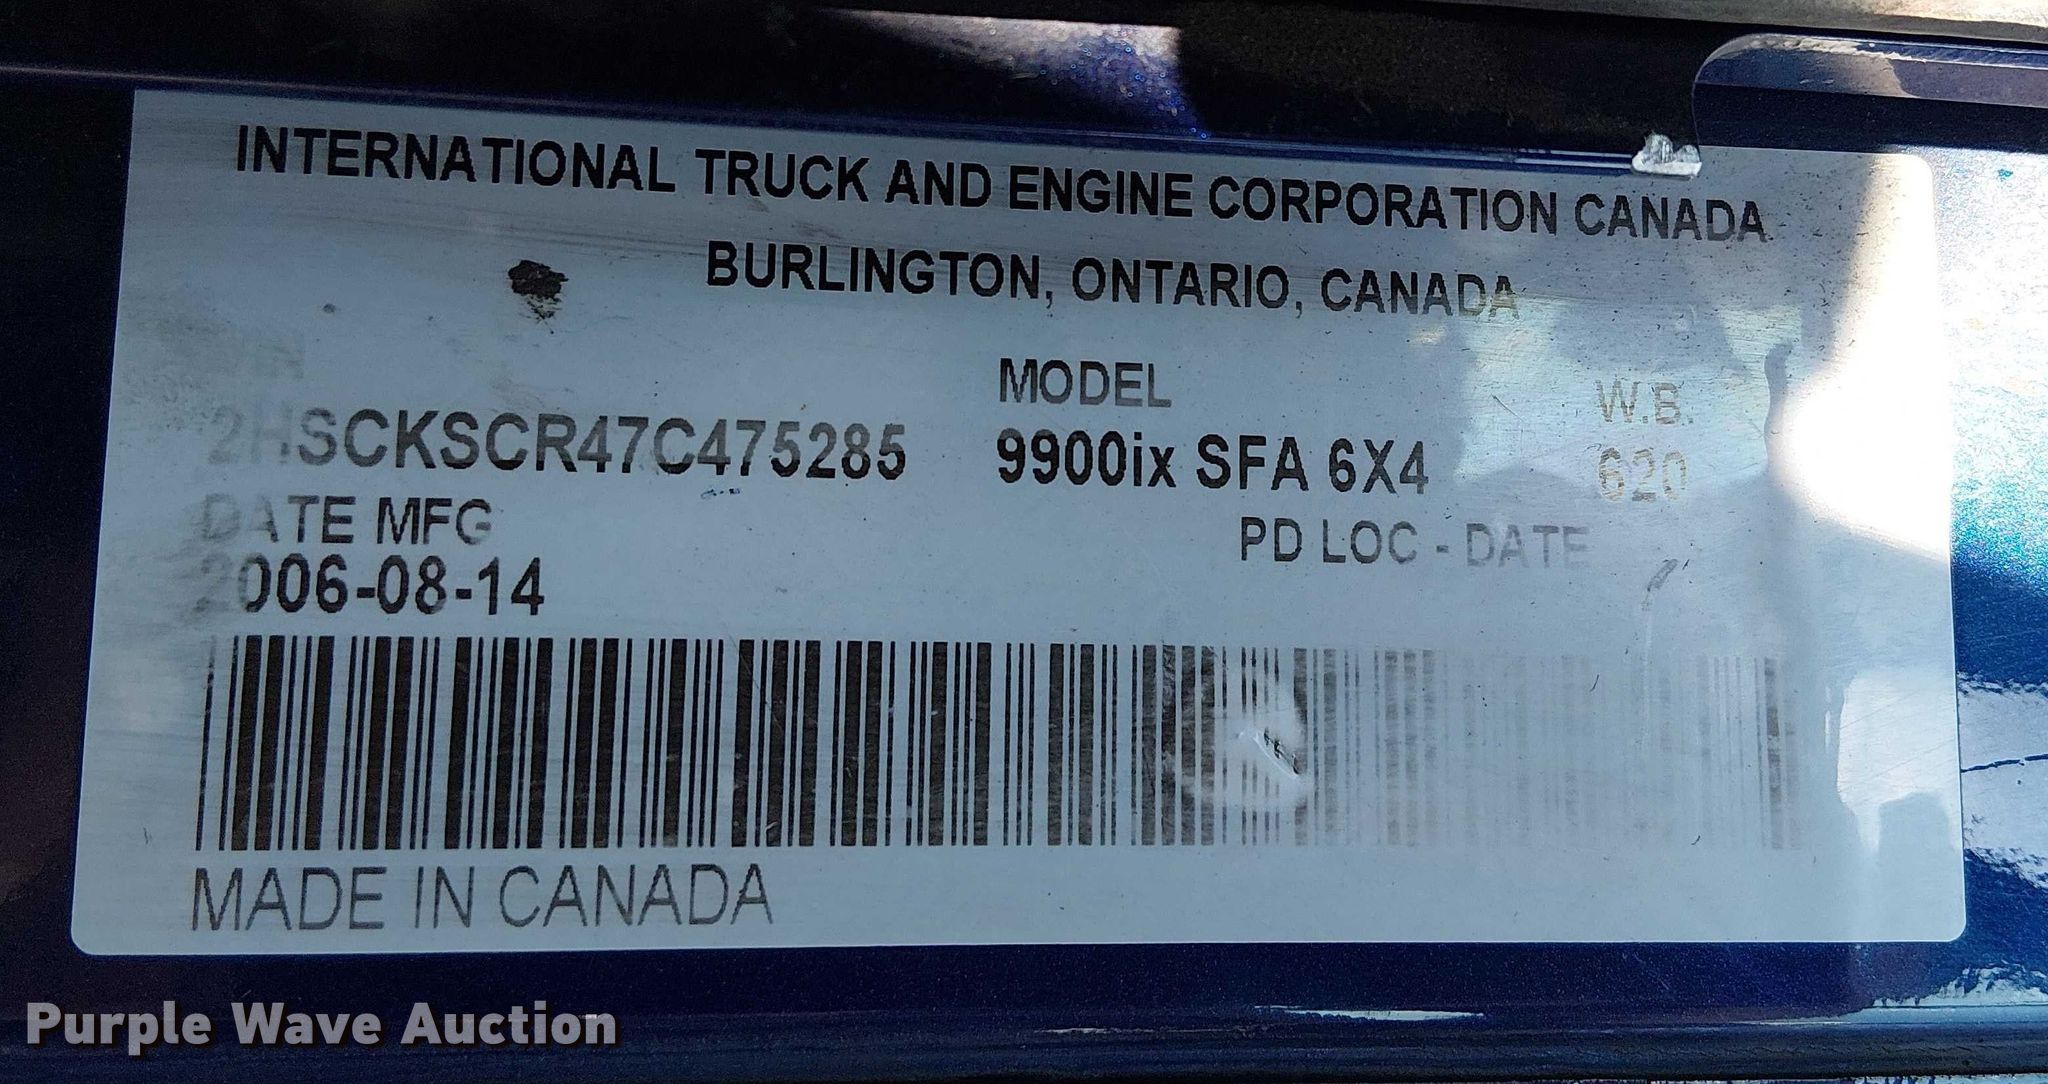 INTERNATIONAL TRUCK AND ENGINE CORPORATION CANADA
BURLINGTON, ONTARIO, CANADA
VIN MODEL W.B.
2HSCKSCR47C475285 9900ix SFA 6X4 620
DATE MFG PD LOC - DATE
2006-08-14
MADE IN CANADA
Purple Wave Auction